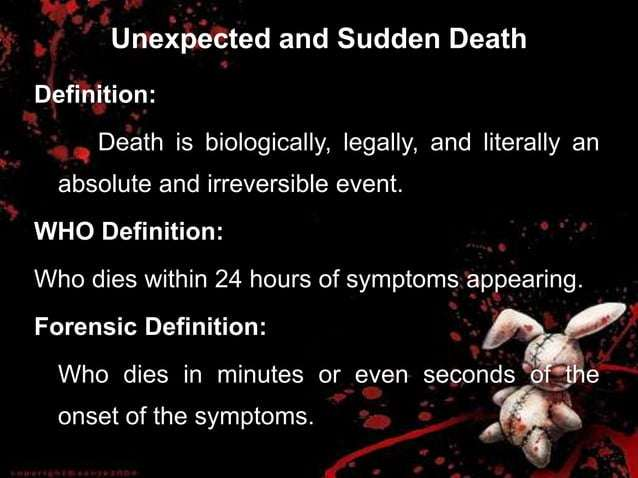 Unexpected and Sudden Death
Definition:
Death is biologically, legally, and literally an
absolute and irreversible event.
WHO Definition:
Who dies within 24 hours of symptoms appearing.
Forensic Definition:
Who dies in minutes or even seconds of the
onset of the symptoms.